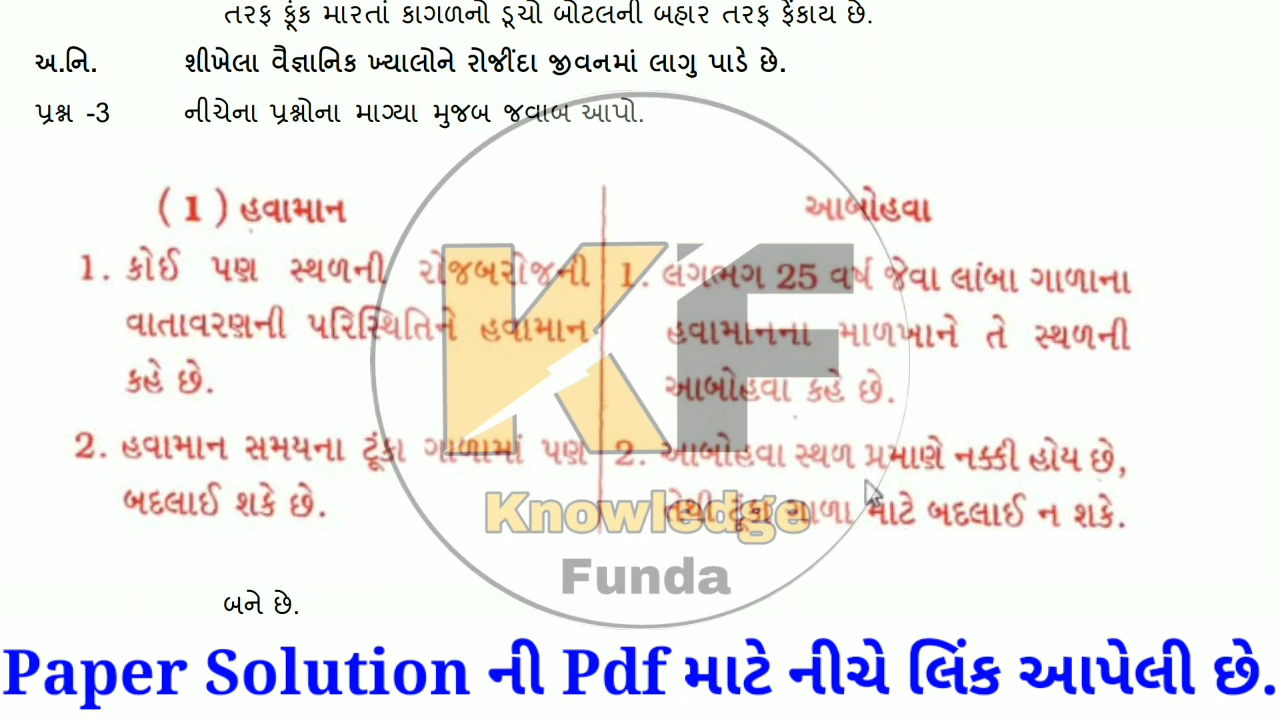 તરફ ફૂંક મારતાં કાગળનો ડૂચો બોટલની બહાર તરફ ફેંકાય છે.
અ.નિ. શીખેલા વૈજ્ઞાનિક ખ્યાલોને રોજીંદા જીવનમાં લાગુ પાડે છે.
પ્રશ્ન -3 નીચેના પ્રશ્નોના માગ્યા મુજબ જવાબ આપો.
( 1 ) હવામાન
1. કોઈ પણ સ્થળની રોજબરોજની
વાતાવરણની પરિસ્થિતિને હવામાન
કહે છે.
2. હવામાન સમયના ટૂંકા ગાળામાં પણ
બદલાઈ શકે છે.
આબોહવા
1. લગભગ 25 વર્ષ જેવા લાંબા ગાળાના
હવામાનના માળખાને તે સ્થળની
આબોહવા કહે છે.
2. આબોહવા સ્થળ પ્રમાણે નક્કી હોય છે,
તેથી ટૂંકા ગાળા માટે બદલાઈ ન શકે.
KF
Knowledge
Funda
બને છે.
Paper Solution ની Pdf માટે નીચે લિંક આપેલી છે.